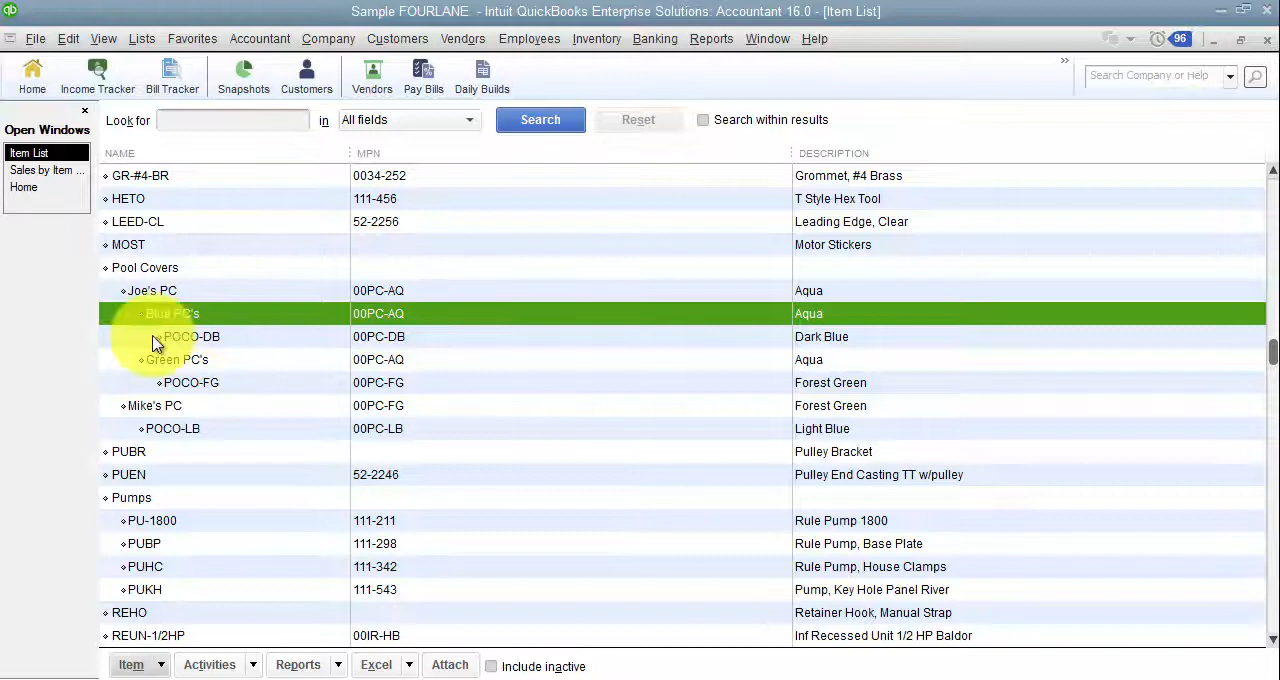 Sample FOURLANE - Intuit QuickBooks Enterprise Solutions: Accountant 16.0 - [Item List]
File Edit View Lists Favorites Accountant Company Customers Vendors Employees Inventory Banking Reports Window Help 96
Home Income Tracker Bill Tracker Snapshots Customers Vendors Pay Bills Daily Builds Search Company or Help
Open Windows
Item List
Sales by Item ...
Home
Look for in All fields Search Reset Search within results
NAME MPN DESCRIPTION
GR-#4-BR 0034-252 Grommet, #4 Brass
HETO 111-456 T Style Hex Tool
LEED-CL 52-2256 Leading Edge, Clear
MOST Motor Stickers
Pool Covers
Joe's PC 00PC-AQ Aqua
Blue PC's 00PC-AQ Aqua
POCO-DB 00PC-DB Dark Blue
Green PC's 00PC-AQ Aqua
POCO-FG 00PC-FG Forest Green
Mike's PC 00PC-FG Forest Green
POCO-LB 00PC-LB Light Blue
PUBR Pulley Bracket
PUEN 52-2246 Pulley End Casting TT w/pulley
Pumps
PU-1800 111-211 Rule Pump 1800
PUBP 111-298 Rule Pump, Base Plate
PUHC 111-342 Rule Pump, House Clamps
PUKH 111-543 Pump, Key Hole Panel River
REHO Retainer Hook, Manual Strap
REUN-1/2HP 00IR-HB Inf Recessed Unit 1/2 HP Baldor
Item Activities Reports Excel Attach Include inactive